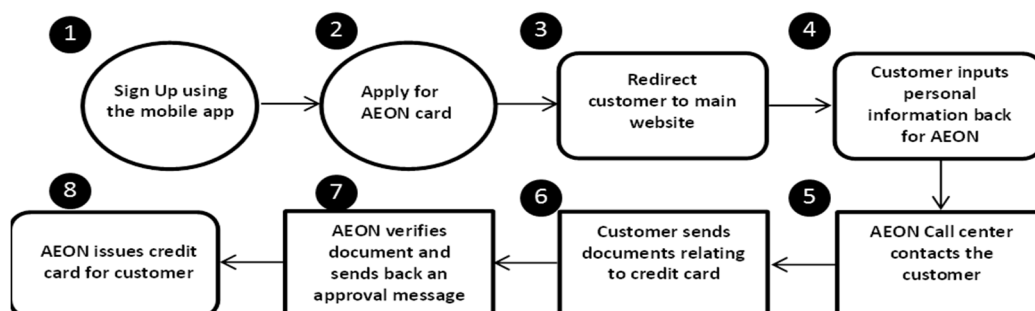 1
Sign Up using
the mobile app
2
Apply for
AEON card
3
Redirect
customer to main
website
4
Customer inputs
personal
information back
for AEON
5
AEON Call center
contacts the
customer
6
Customer sends
documents relating
to credit card
7
AEON verifies
document and
sends back an
approval message
8
AEON issues credit
card for customer